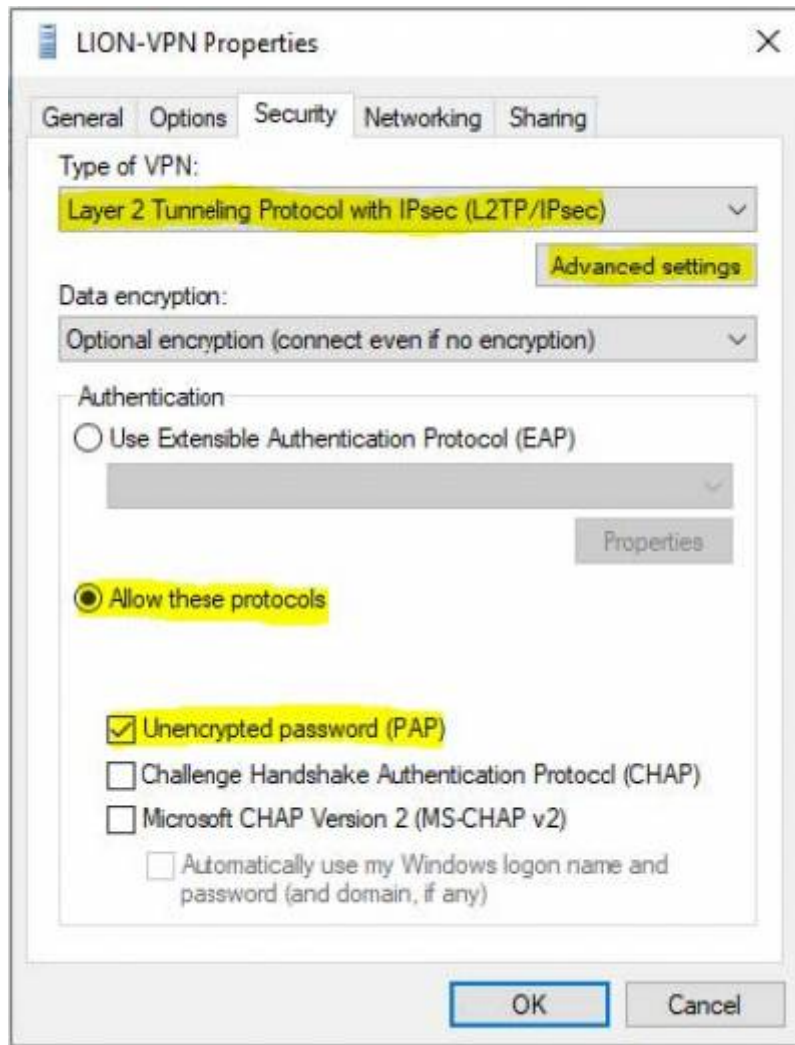 LION-VPN Properties
General Options Security Networking Sharing
Type of VPN:
Layer 2 Tunneling Protocol with IPsec (L2TP/IPsec)
Advanced settings
Data encryption:
Optional encryption (connect even if no encryption)
Authentication
Use Extensible Authentication Protocol (EAP)
Properties
Allow these protocols
Unencrypted password (PAP)
Challenge Handshake Authentication Protocol (CHAP)
Microsoft CHAP Version 2 (MS-CHAP v2)
Automatically use my Windows logon name and
password (and domain, if any)
OK Cancel